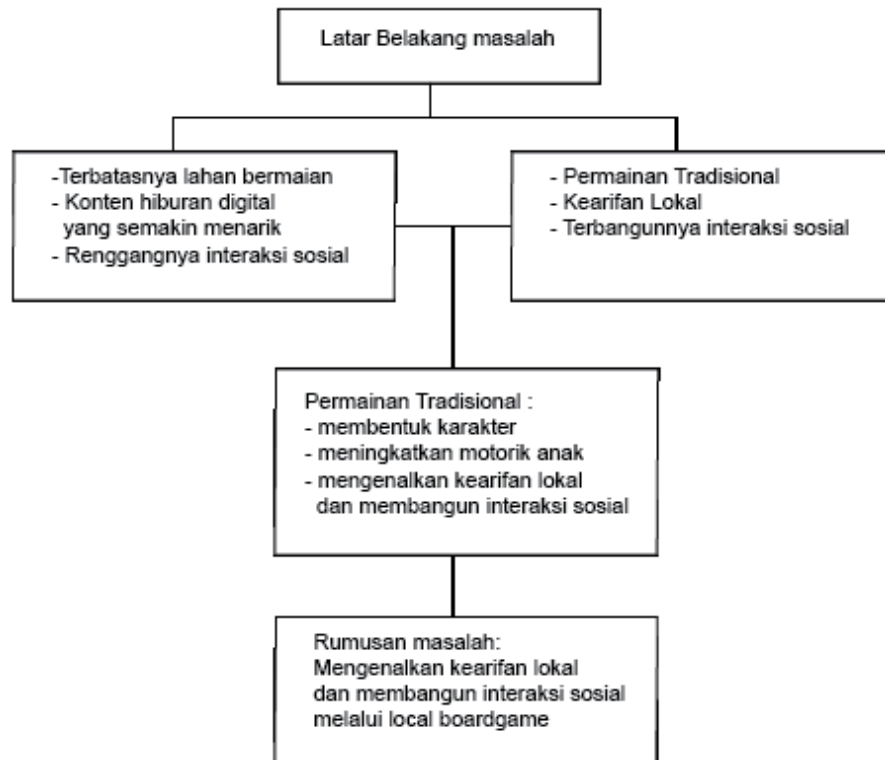 Latar Belakang masalah
-Terbatasnya lahan bermaian
- Konten hiburan digital
yang semakin menarik
- Renggangnya interaksi sosial
- Permainan Tradisional
- Kearifan Lokal
- Terbangunnya interaksi sosial
Permainan Tradisional :
- membentuk karakter
- meningkatkan motorik anak
- mengenalkan kearifan lokal
dan membangun interaksi sosial
Rumusan masalah:
Mengenalkan kearifan lokal
dan membangun interaksi sosial
melalui local boardgame